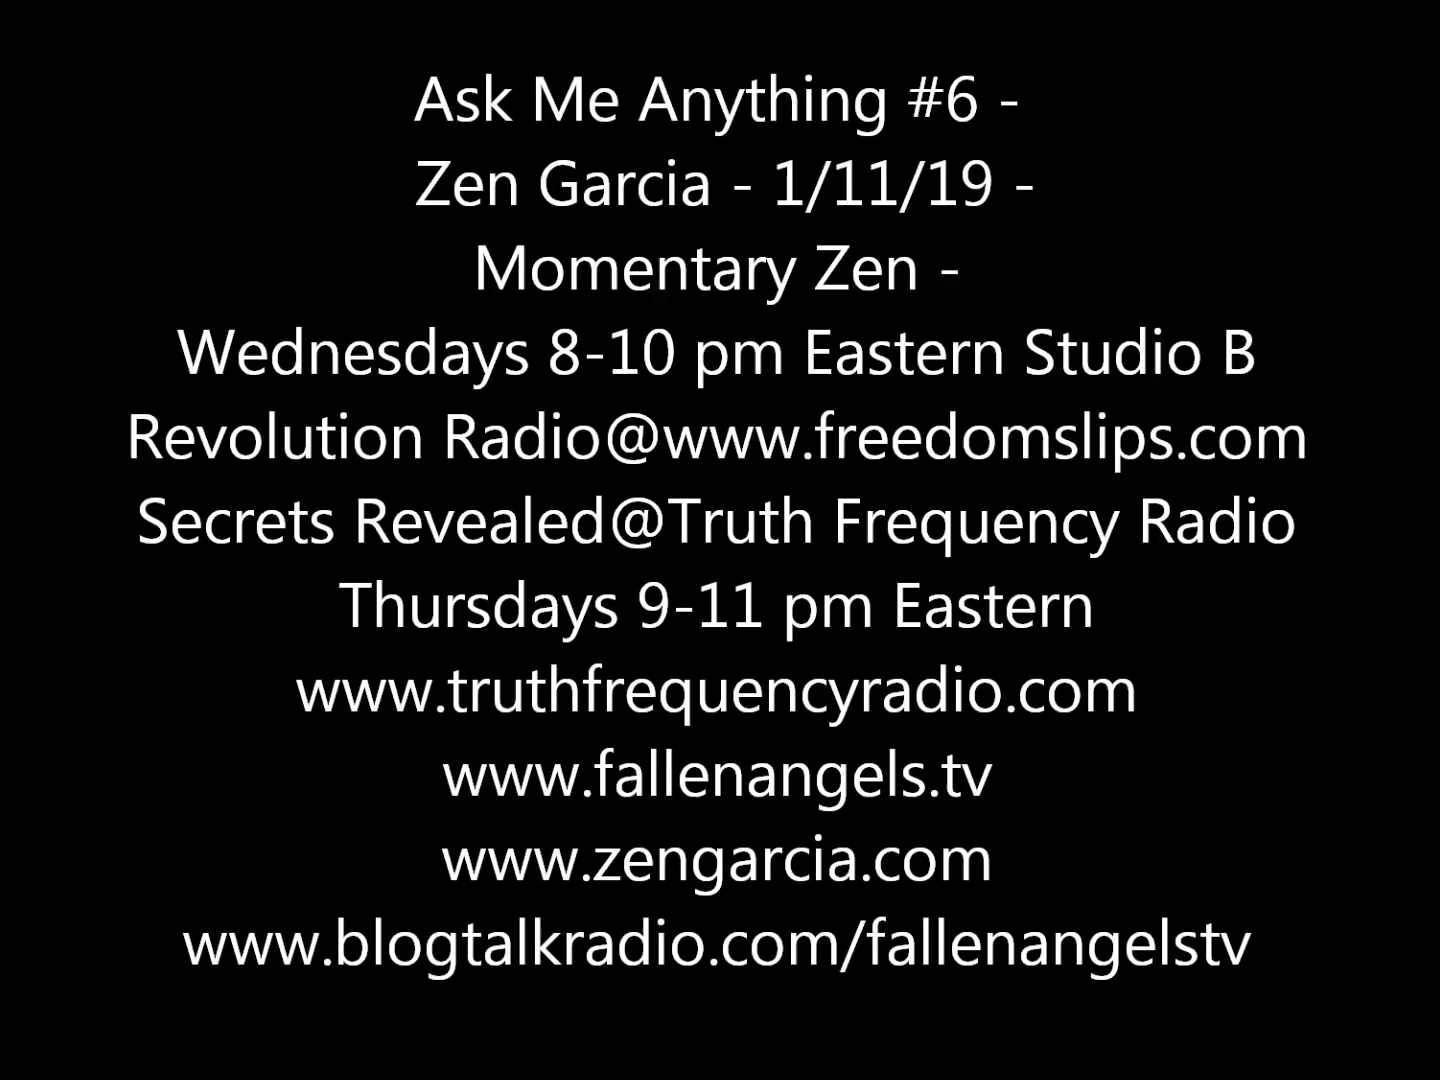 Ask Me Anything #6 -
Zen Garcia - 1/11/19 -
Momentary Zen -
Wednesdays 8-10 pm Eastern Studio B
Revolution Radio@www.freedomslips.com
Secrets Revealed@Truth Frequency Radio
Thursdays 9-11 pm Eastern
www.truthfrequencyradio.com
www.fallenangels.tv
www.zengarcia.com
www.blogtalkradio.com/fallenangelstv